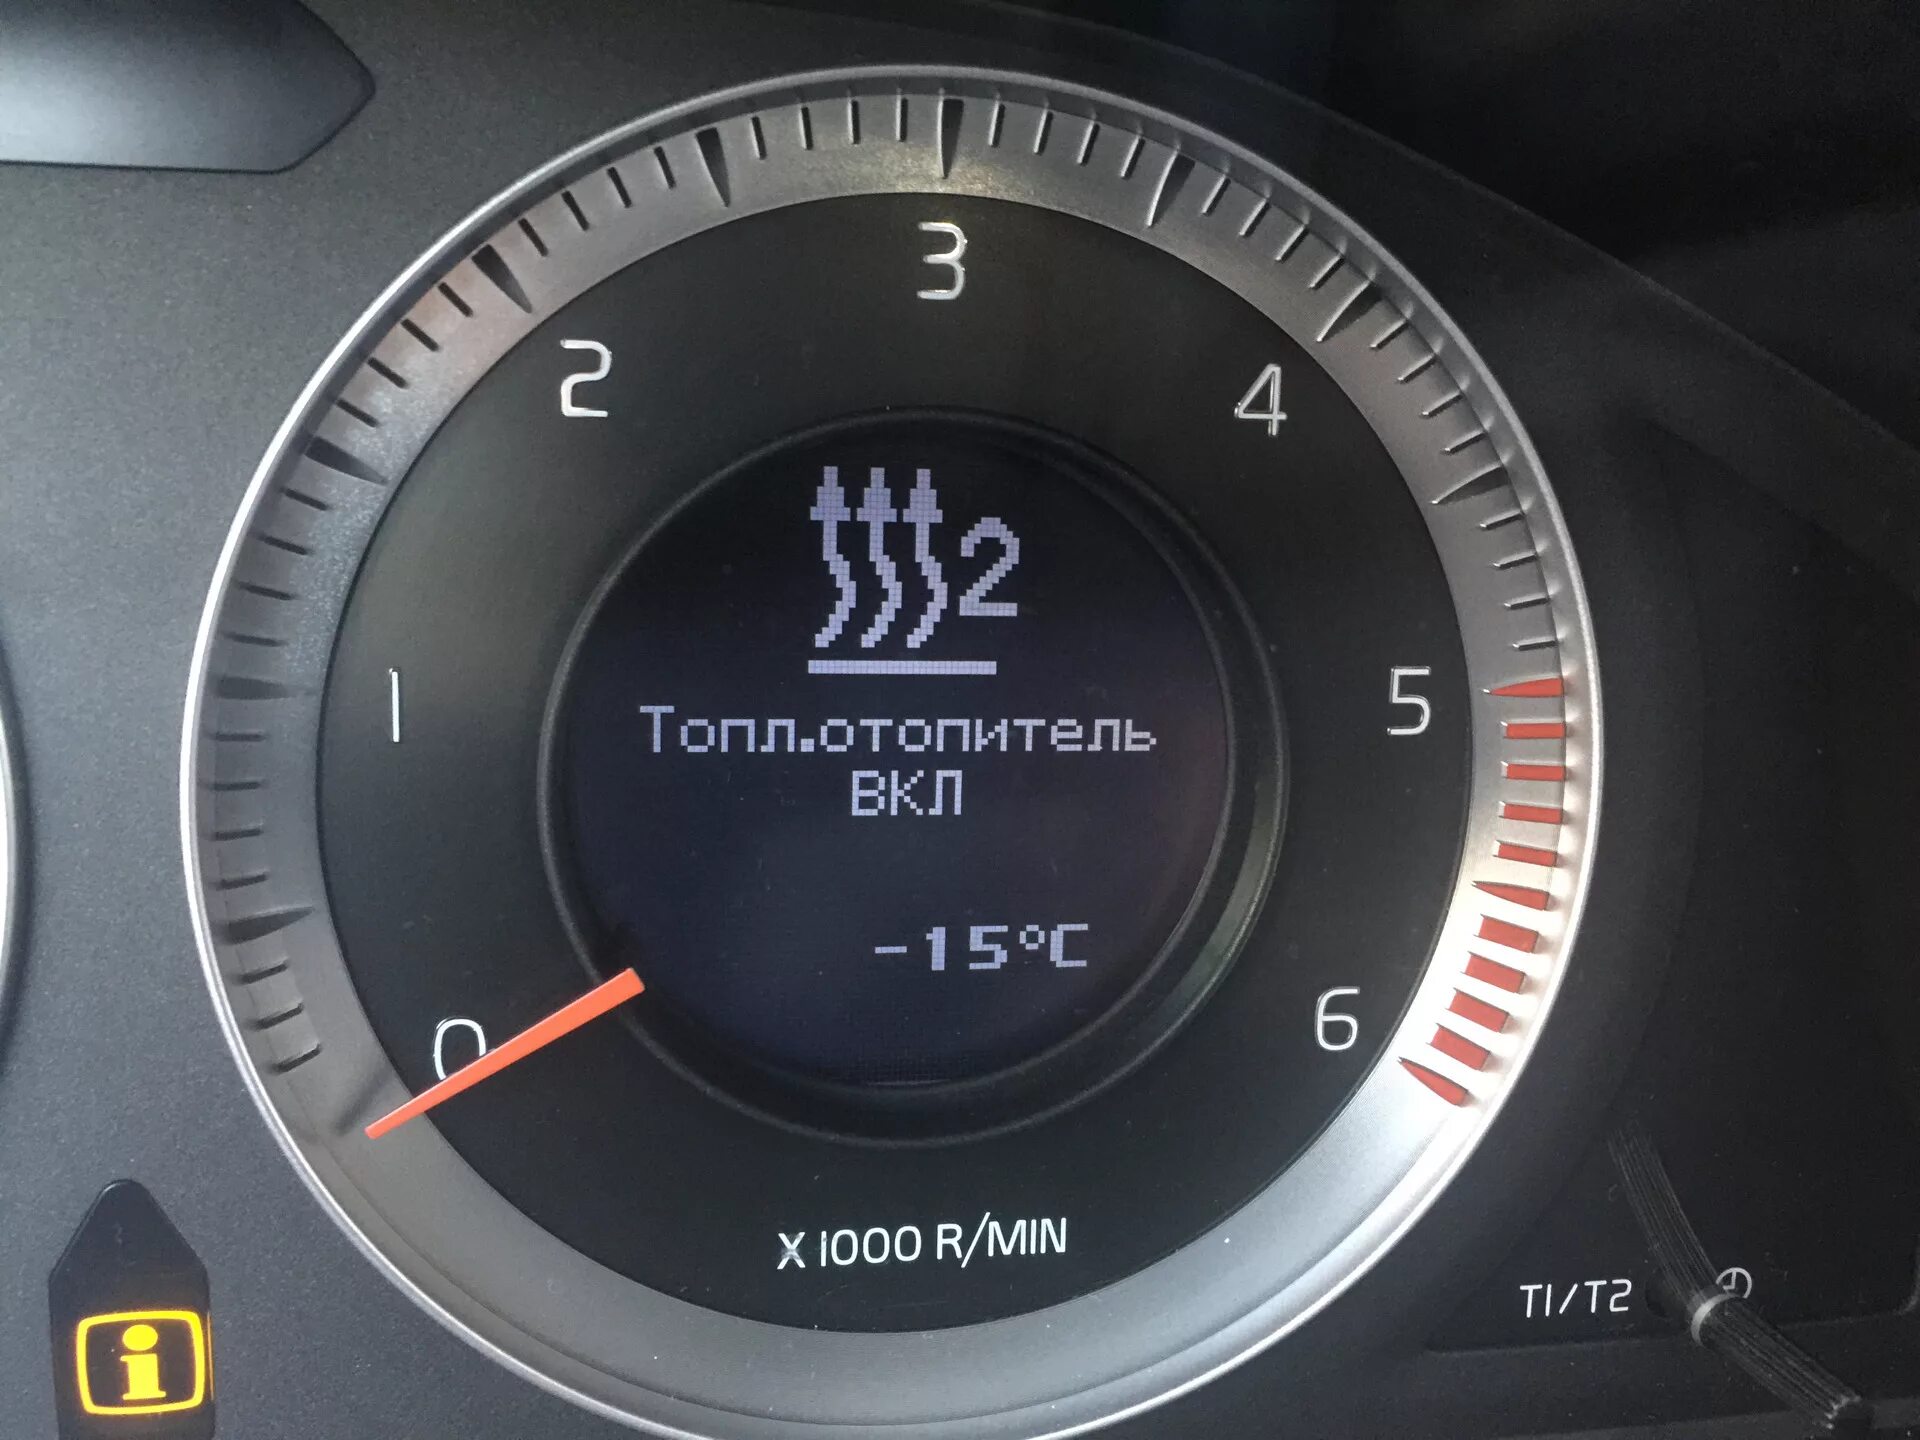 3
2
4
2
Топл.отопитель
ВКЛ
1
5
-15°C
0
6
X 1000 R/MIN
T1/T2
i